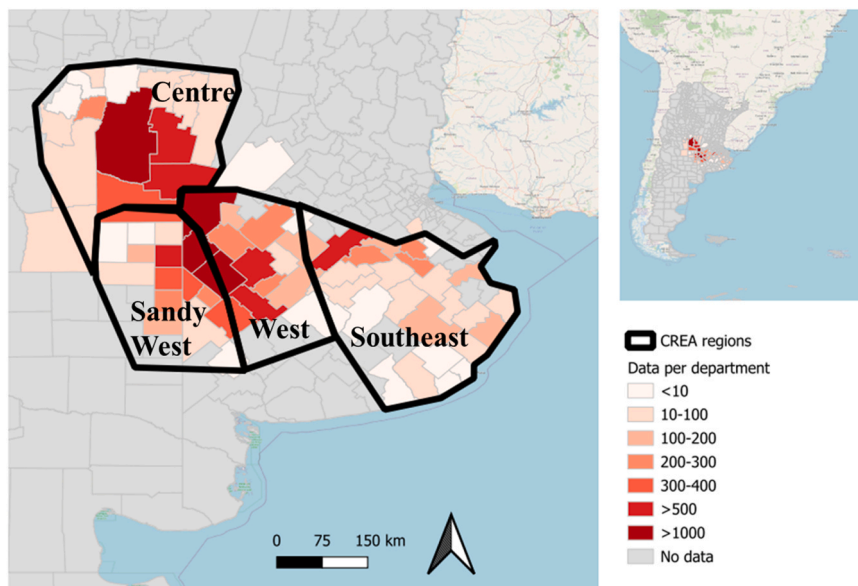 Centre
Sandy
West
West
Southeast
0 75 150 km
CREA regions
Data per department
<10
10-100
100-200
200-300
300-400
>500
>1000
No data